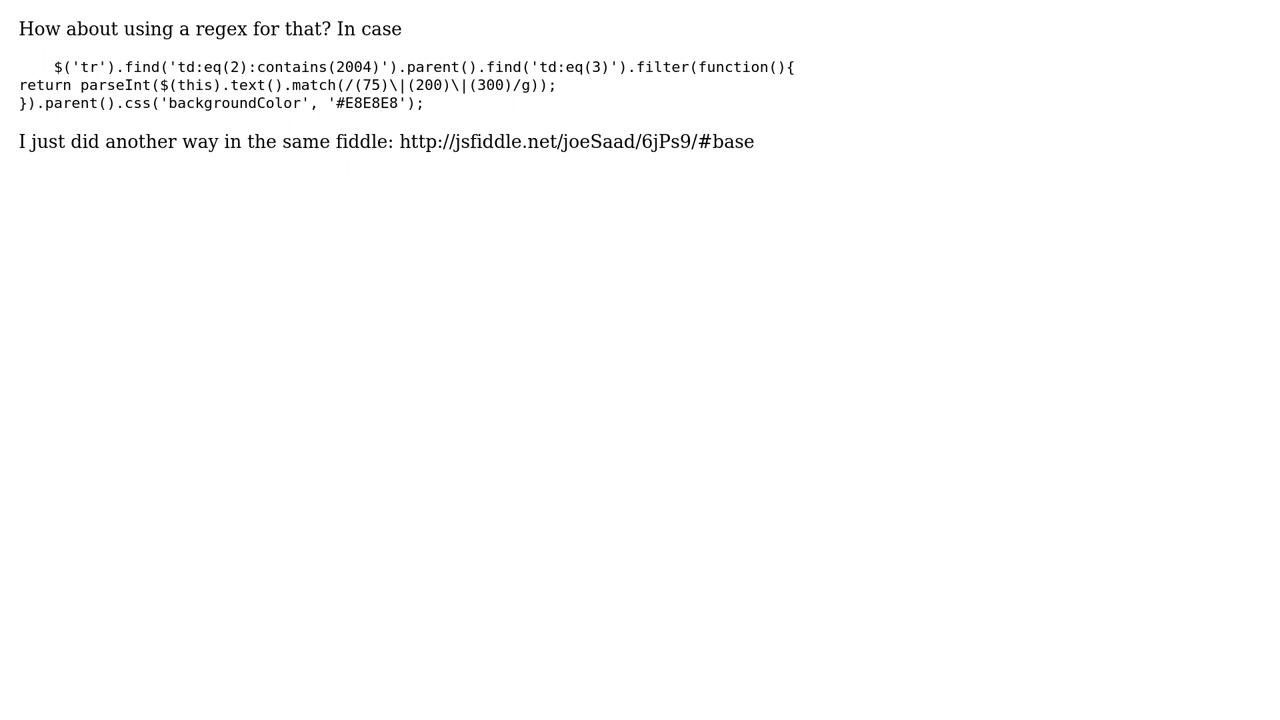 How about using a regex for that? In case
    $('tr').find('td:eq(2):contains(2004)').parent().find('td:eq(3)').filter(function(){
return parseInt($(this).text().match(/(75)\|(200)\|(300)/g));
}).parent().css('backgroundColor', '#E8E8E8');
I just did another way in the same fiddle: http://jsfiddle.net/joeSaad/6jPs9/#base